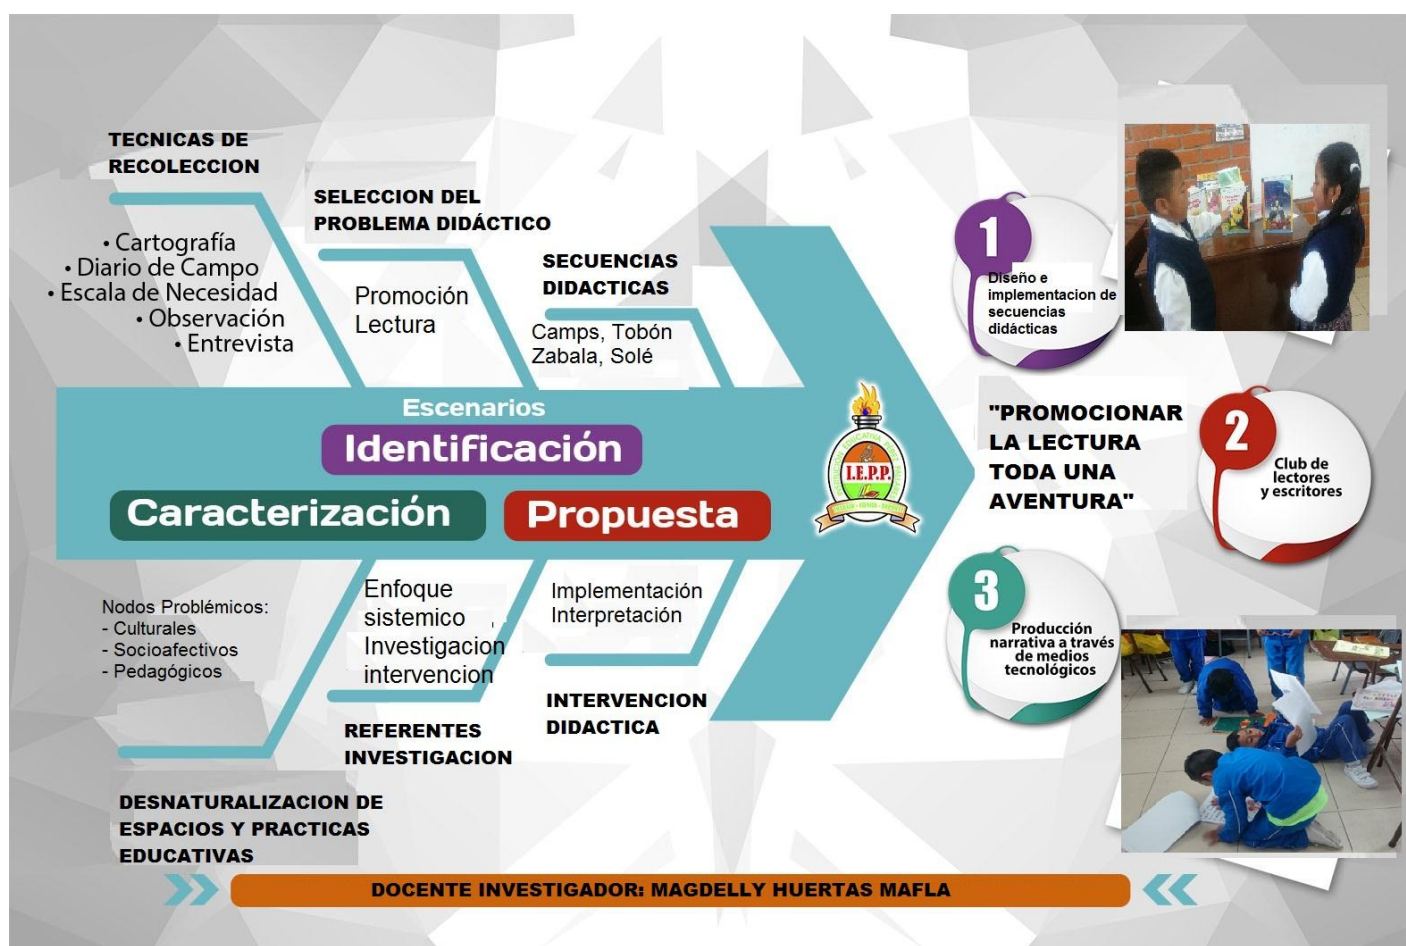 TECNICAS DE
RECOLECCION
• Cartografía
• Diario de Campo
• Escala de Necesidad
• Observación
• Entrevista
SELECCION DEL
PROBLEMA DIDÁCTICO
Promoción
Lectura
SECUENCIAS
DIDACTICAS
Camps, Tobón
Zabala, Solé
Escenarios
Identificación
Caracterización
Propuesta
I.E.P.P.
Nodos Problémicos:
- Culturales
- Socioafectivos
- Pedagógicos
DESNATURALIZACION DE
ESPACIOS Y PRACTICAS
EDUCATIVAS
Enfoque
sistemico
Investigacion
intervencion
REFERENTES
INVESTIGACION
Implementación
Interpretación
INTERVENCION
DIDACTICA
1
Diseño e
implementacion de
secuencias
didácticas
"PROMOCIONAR
LA LECTURA
TODA UNA
AVENTURA"
2
Club de
lectores
y escritores
3
Producción
narrativa a través
de medios
tecnológicos
DOCENTE INVESTIGADOR: MAGDELLY HUERTAS MAFLA